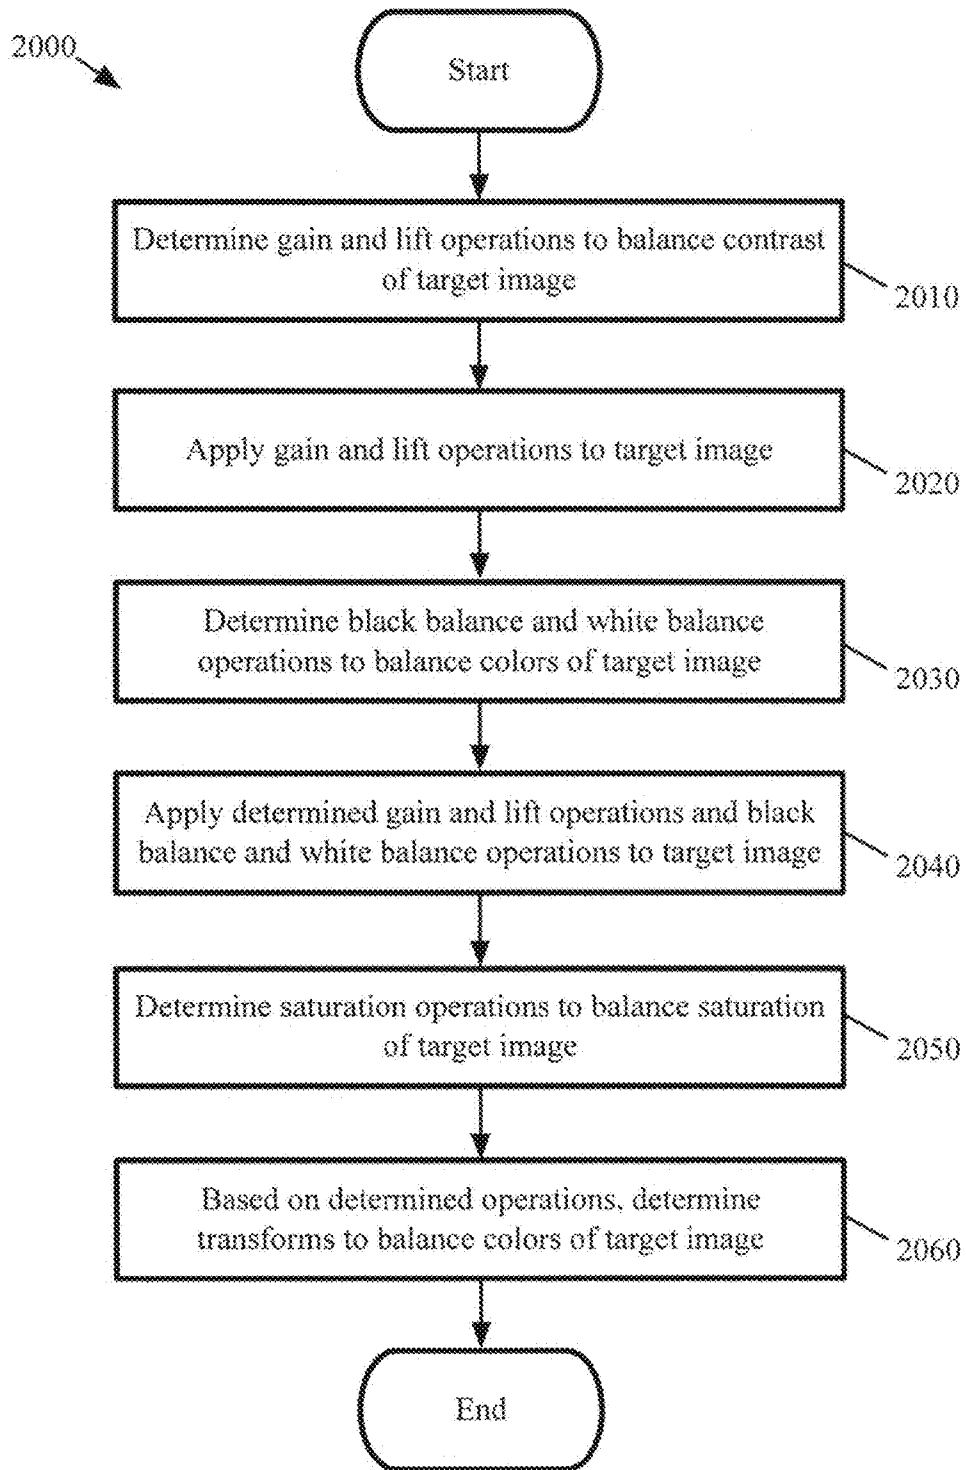 2000
Start
Determine gain and lift operations to balance contrast
of target image
2010
Apply gain and lift operations to target image
2020
Determine black balance and white balance
operations to balance colors of target image
2030
Apply determined gain and lift operations and black
balance and white balance operations to target image
2040
Determine saturation operations to balance saturation
of target image
2050
Based on determined operations, determine
transforms to balance colors of target image
2060
End